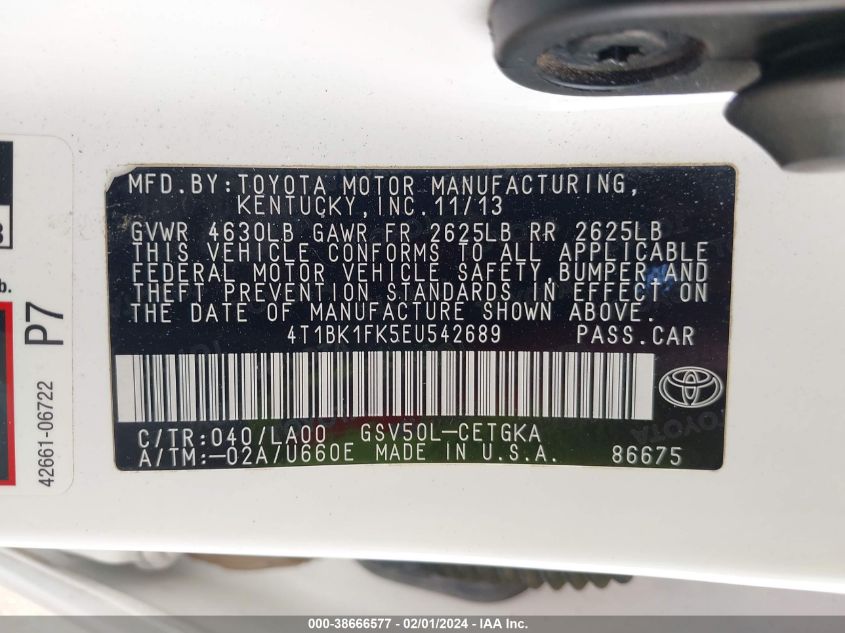 MFD.BY:TOYOTA MOTOR MANUFACTURING,
KENTUCKY,INC.11/13
GVWR 4630LB GAWR FR 2625LB RR 2625LB
THIS VEHICLE CONFORMS TO ALL APPLICABLE
FEDERAL MOTOR VEHICLE SAFETY,BUMPER,AND
THEFT PREVENTION STANDARDS IN EFFECT ON
THE DATE OF MANUFACTURE SHOWN ABOVE.
4T1BK1FK5EU542689 PASS.CAR
C/TR:040/LA00 GSV50L-CETGKA
A/TM:-02A/U660E MADE IN U.S.A. 86675
P7
42661-06722
000-38666577 - 02/01/2024 - IAA Inc.